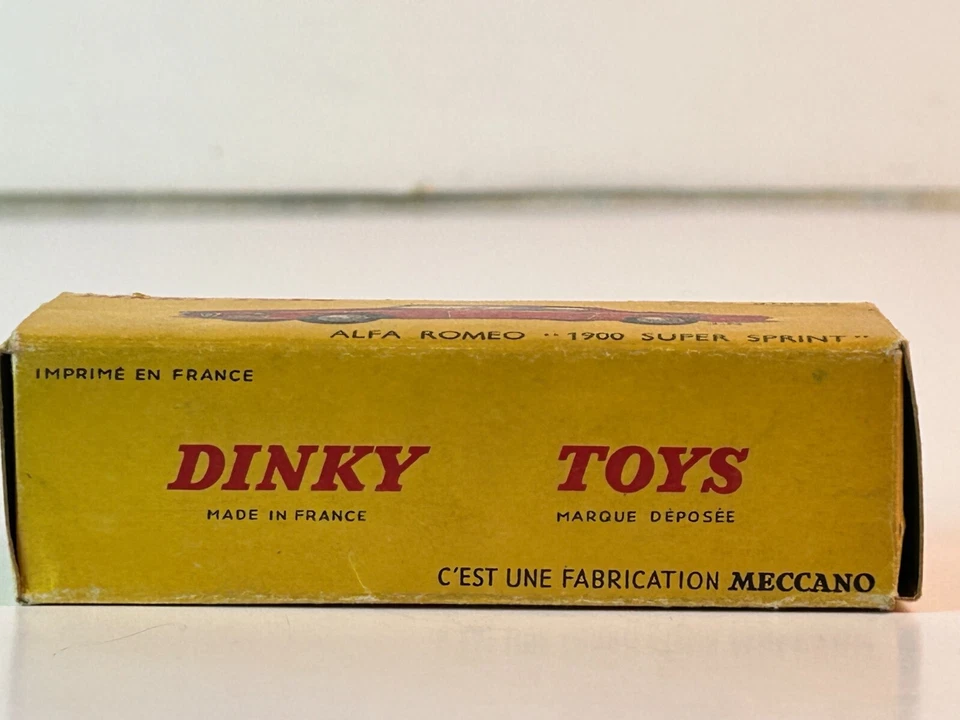 ALFA ROMEO "1900 SUPER SPRINT"
IMPRIMÉ EN FRANCE
DINKY TOYS
MADE IN FRANCE MARQUE DÉPOSÉE
C'EST UNE FABRICATION MECCANO